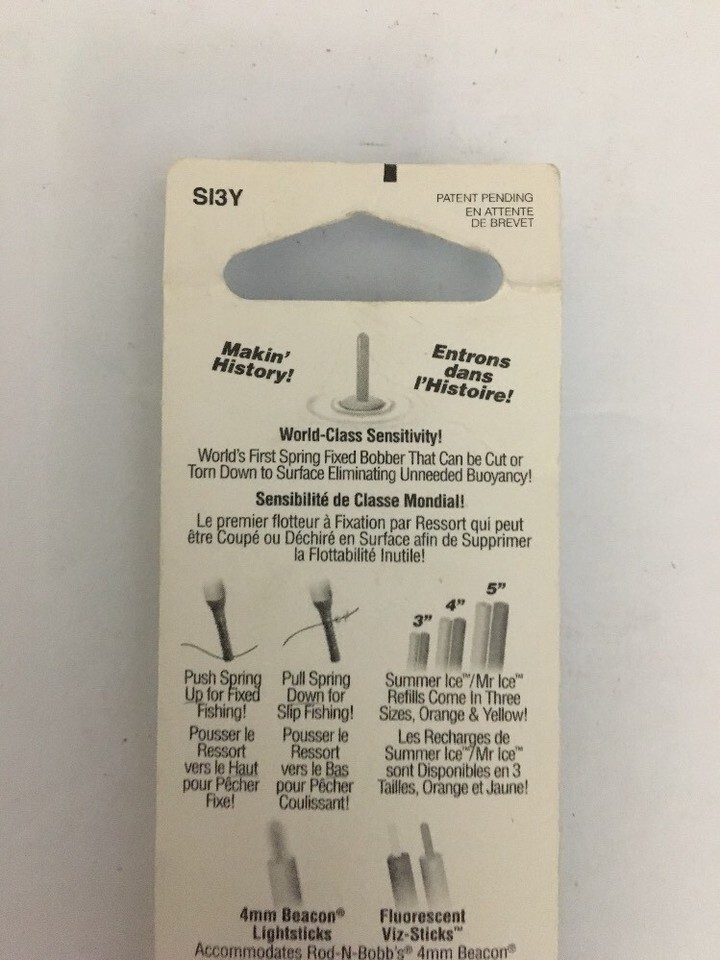 SI3Y
PATENT PENDING
EN ATTENTE
DE BREVET
Makin'
History!
Entrons
dans
l'Histoire!
World-Class Sensitivity!
World's First Spring Fixed Bobber That Can be Cut or
Torn Down to Surface Eliminating Unneeded Buoyancy!
Sensibilité de Classe Mondial!
Le premier flotteur à Fixation par Ressort qui peut
être Coupé ou Déchiré en Surface afin de Supprimer
la Flottabilité Inutile!
3"
4"
5"
Push Spring
Up for Fixed
Fishing!
Pousser le
Ressort
vers le Haut
pour Pêcher
Fixe!
Pull Spring
Down for
Slip Fishing!
Pousser le
Ressort
vers le Bas
pour Pêcher
Coulissant!
Summer Ice™/Mr Ice™
Refills Come In Three
Sizes, Orange & Yellow!
Les Recharges de
Summer Ice™/Mr Ice™
sont Disponibles en 3
Tailles, Orange et Jaune!
4mm Beacon®
Lightsticks
Fluorescent
Viz-Sticks™
Accommodates Rod-N-Bobb's® 4mm Beacon®